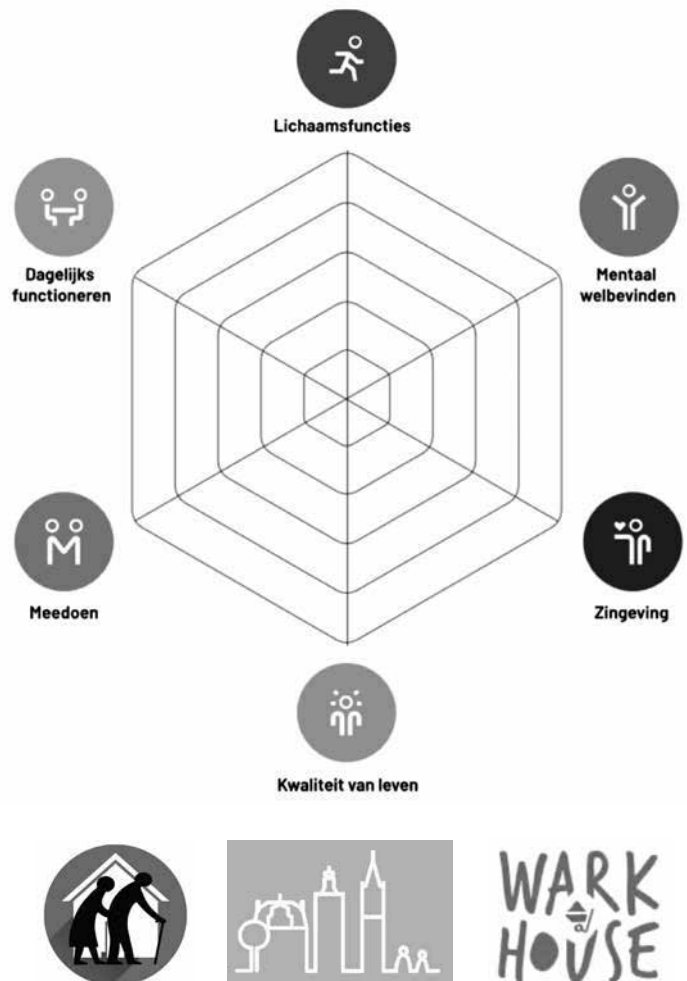 Lichaamsfuncties
Dagelijks
functioneren
Mentaal
welbevinden
Meedoen
Zingeving
Kwaliteit van leven
WARK
HOUSE